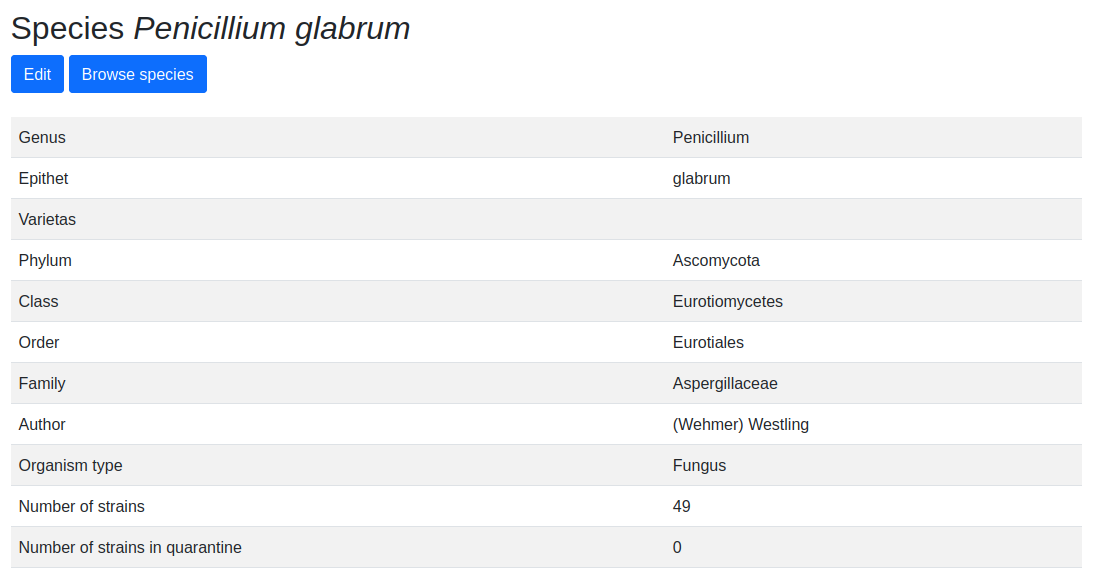 Species Penicillium glabrum
Edit Browse species
Genus Penicillium
Epithet glabrum
Varietas
Phylum Ascomycota
Class Eurotiomycetes
Order Eurotiales
Family Aspergillaceae
Author (Wehmer) Westling
Organism type Fungus
Number of strains 49
Number of strains in quarantine 0